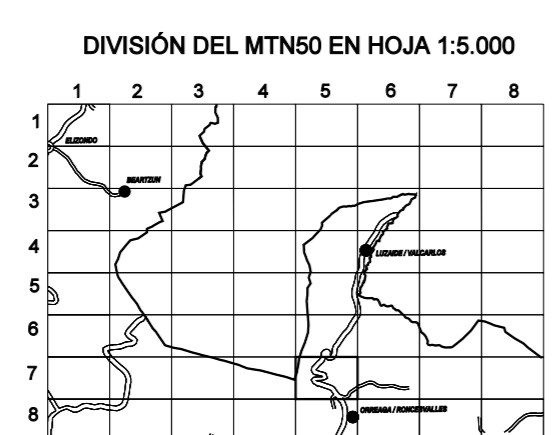 DIVISIÓN DEL MTN50 EN HOJA 1:5.000
1 2 3 4 5 6 7 8
1
ELIZONDO
2
BEARTZUN
3
4
LUZAIDE / VALCARLOS
5
6
7
ORREAGA / RONCESVALLES
8